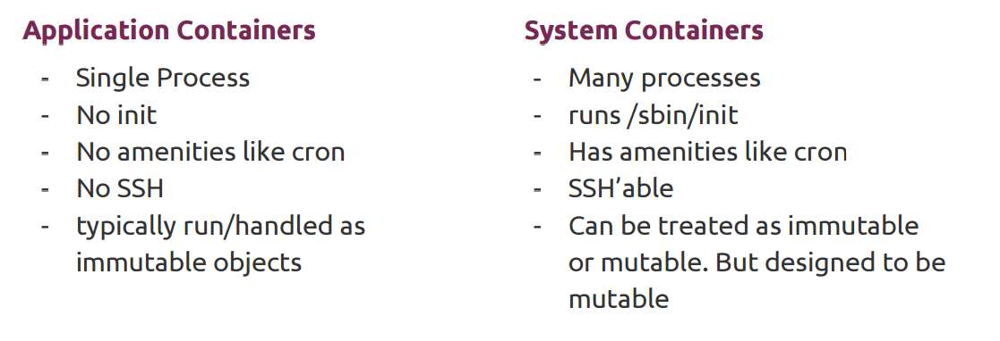 Application Containers
- Single Process
- No init
- No amenities like cron
- No SSH
- typically run/handled as
immutable objects
System Containers
- Many processes
- runs /sbin/init
- Has amenities like cron
- SSH’able
- Can be treated as immutable
or mutable. But designed to be
mutable